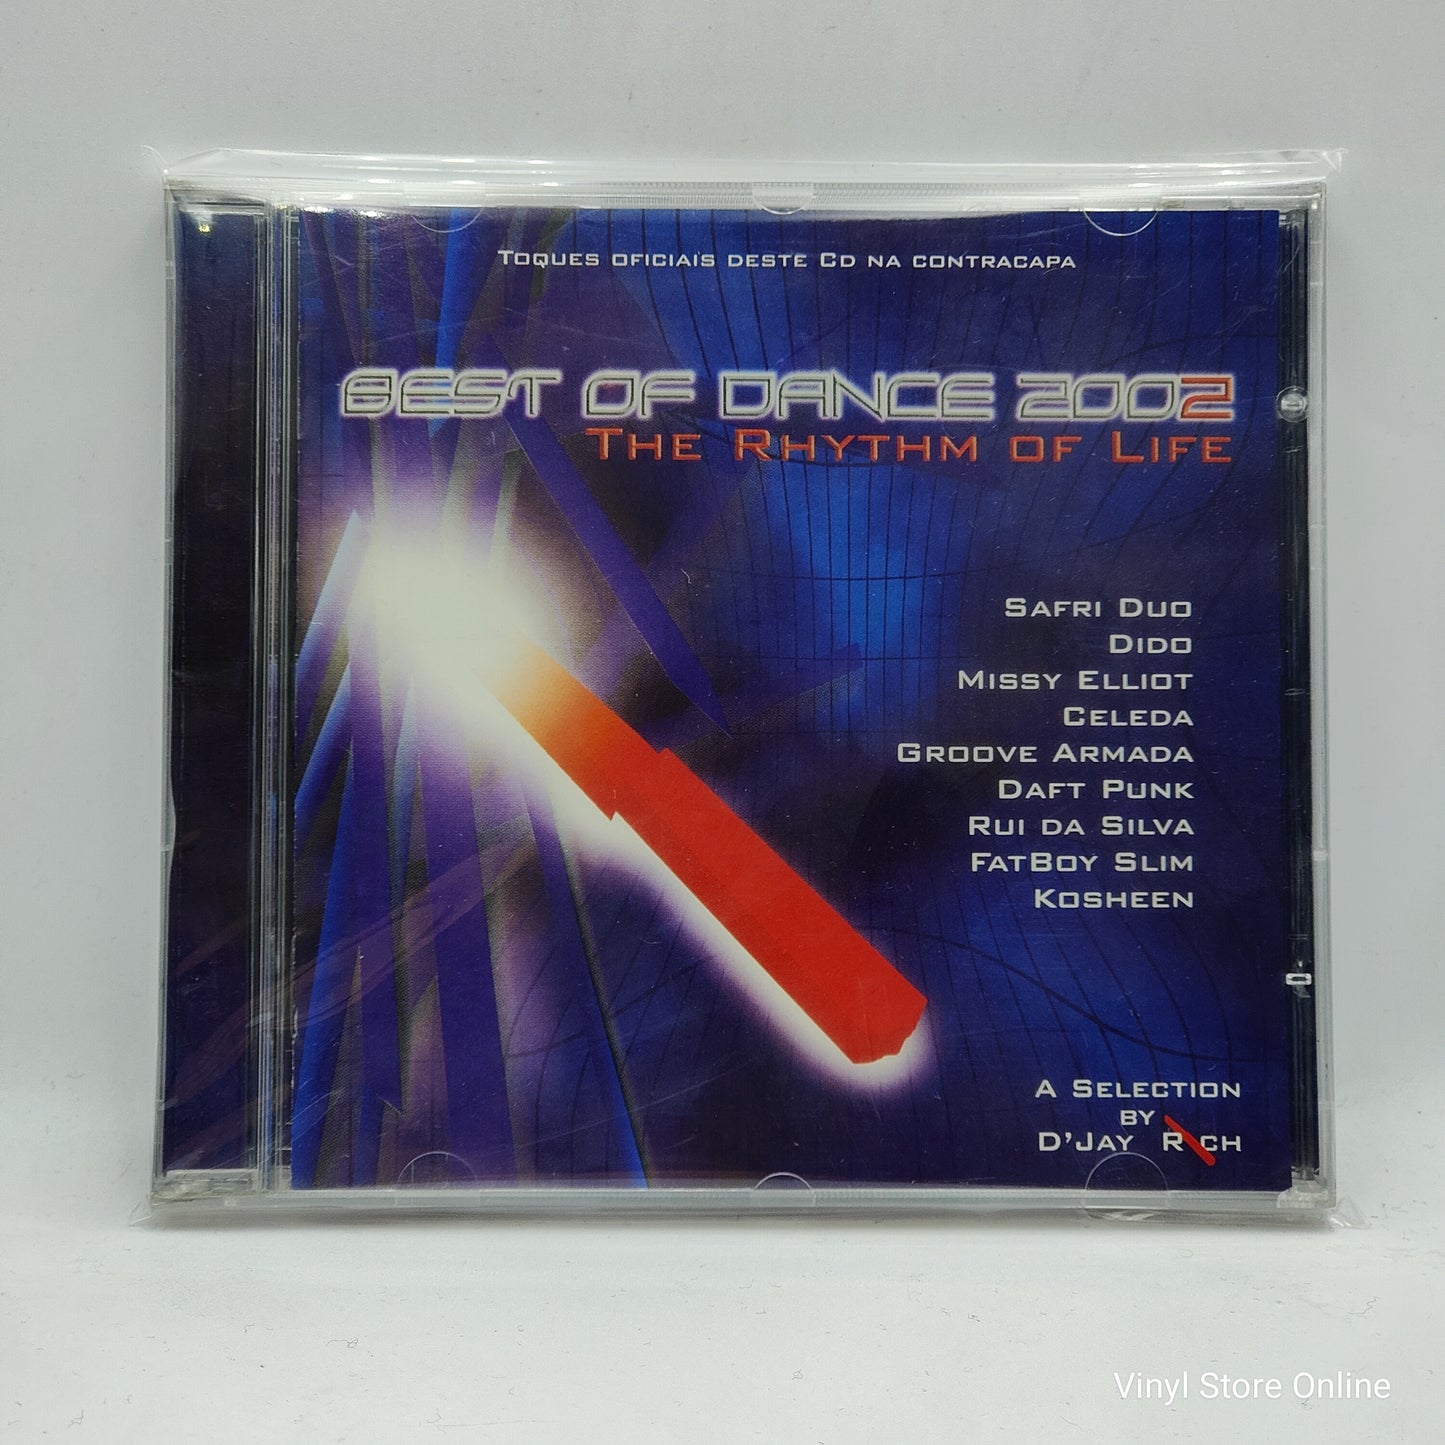 TOQUES OFICIAIS DESTE CD NA CONTRACAPA
BEST OF DANCE 2002
THE RHYTHM OF LIFE
SAFRI DUO
DIDO
MISSY ELLIOT
CELEDA
GROOVE ARMADA
DAFT PUNK
RUI DA SILVA
FATBOY SLIM
KOSHEEN
A SELECTION
BY
D'JAY RICH
Vinyl Store Online